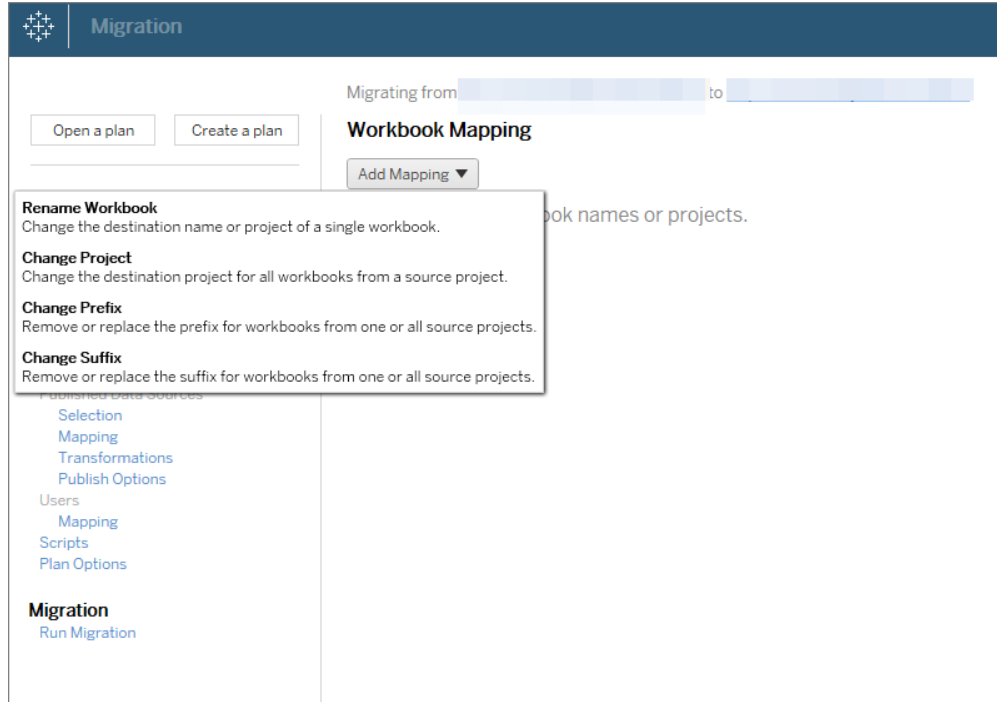 Migration
Migrating from to
Open a plan
Create a plan
Workbook Mapping
Add Mapping ▼
names or projects.
Rename Workbook
Change the destination name or project of a single workbook.
Change Project
Change the destination project for all workbooks from a source project.
Change Prefix
Remove or replace the prefix for workbooks from one or all source projects.
Change Suffix
Remove or replace the suffix for workbooks from one or all source projects.
Published Data Sources
Selection
Mapping
Transformations
Publish Options
Users
Mapping
Scripts
Plan Options
Migration
Run Migration